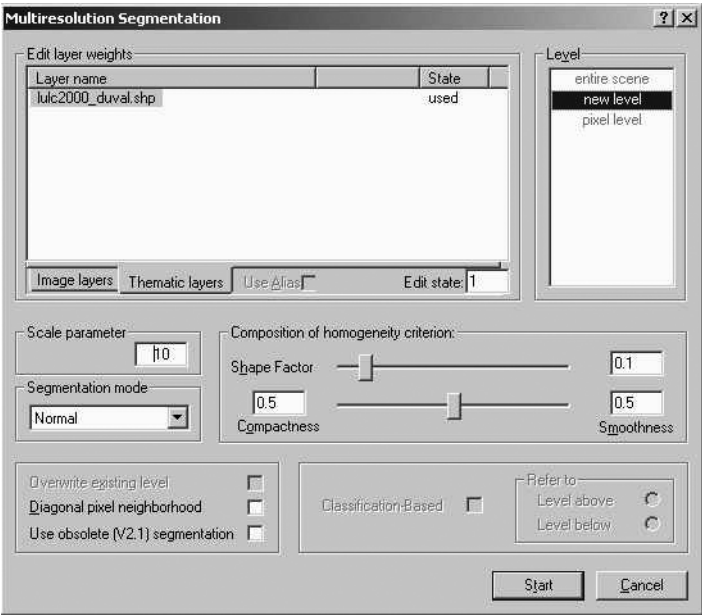 Multiresolution Segmentation
Edit layer weights
Layer name State
lulc2000_duval.shp used
Image layers Thematic layers Use Alias Edit state: 1
Level
entire scene
new level
pixel level
Scale parameter
10
Segmentation mode
Normal
Composition of homogeneity criterion:
Shape Factor 0.1
0.5 0.5
Compactness Smoothness
Overwrite existing level
Diagonal pixel neighborhood
Use obsolete (V2.1) segmentation
Classification-Based
Refer to
Level above
Level below
Start Cancel